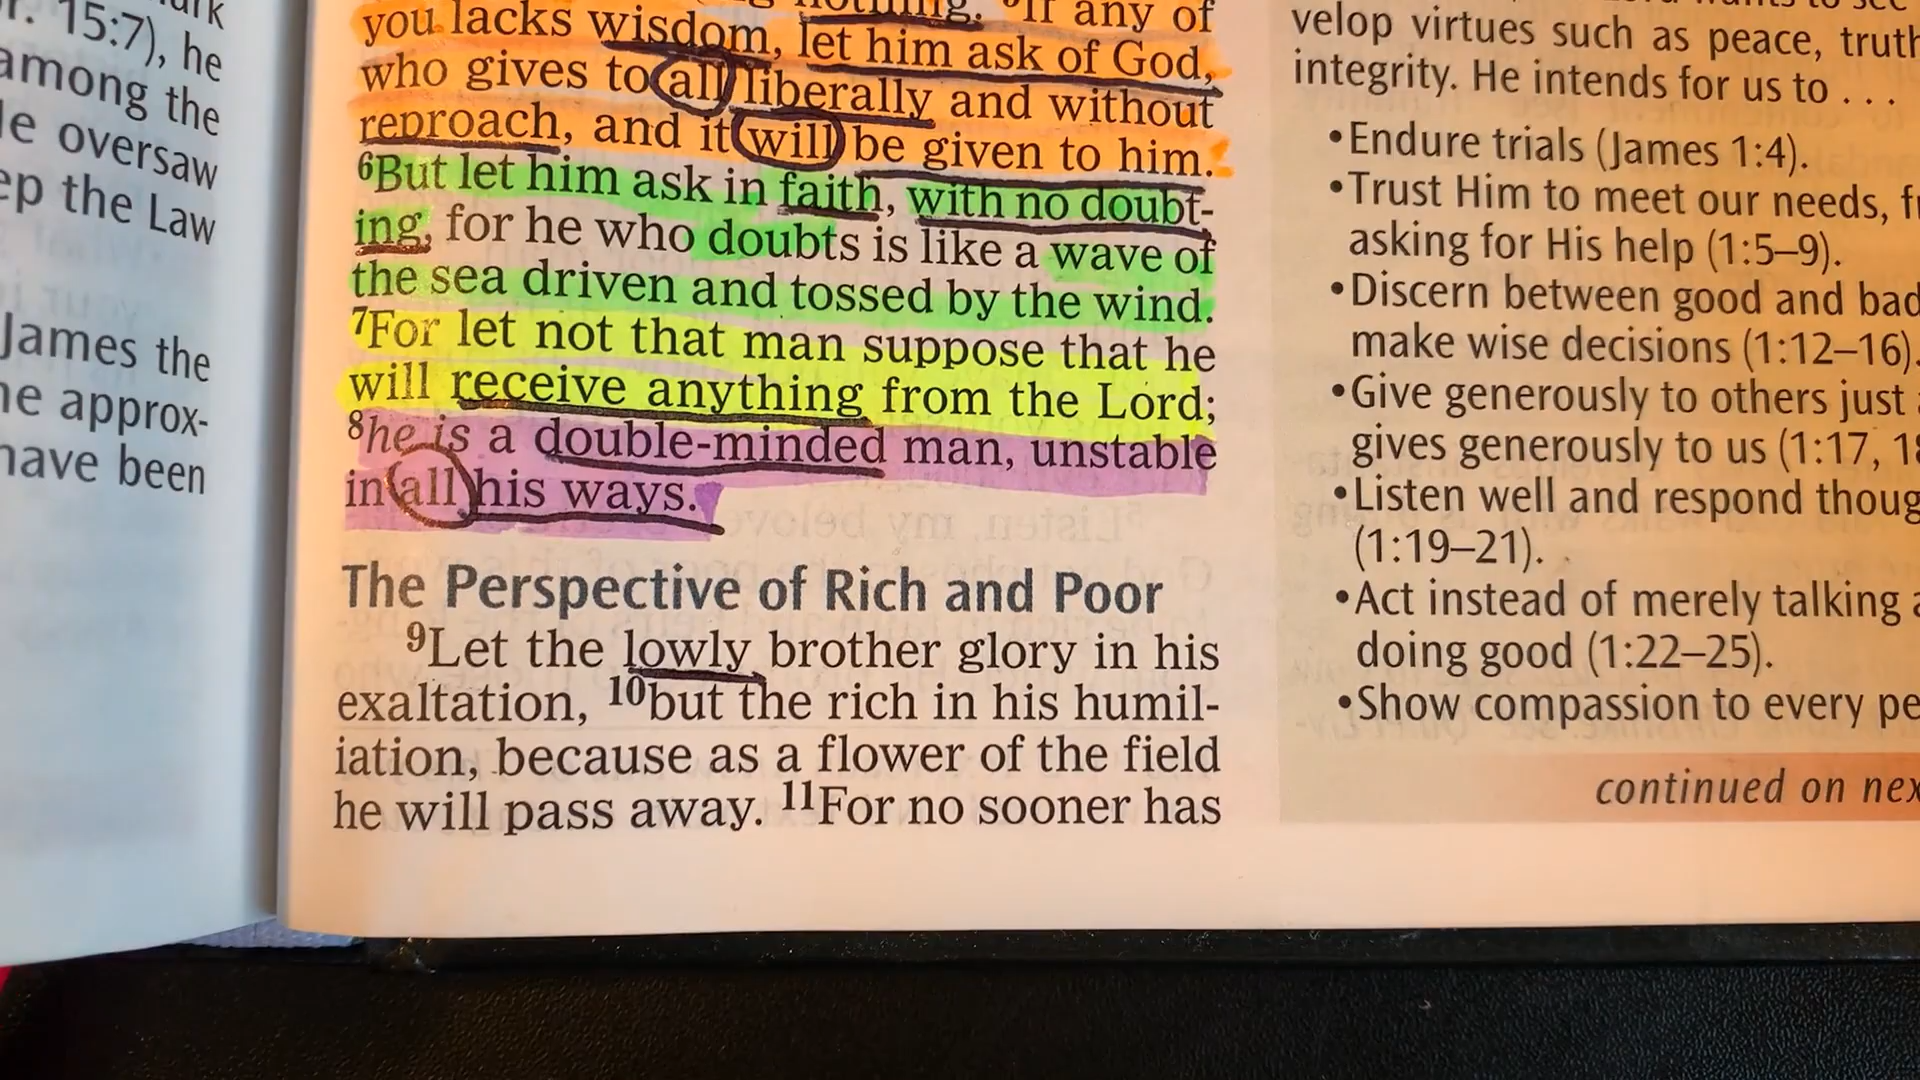 15:7), he
among the
oversaw
the Law
James the
approx-
have been
nothing. If any of
you lacks wisdom, let him ask of God,
who gives to all liberally and without
reproach, and it will be given to him.
6But let him ask in faith, with no doubt-
ing, for he who doubts is like a wave of
the sea driven and tossed by the wind.
7For let not that man suppose that he
will receive anything from the Lord;
8he is a double-minded man, unstable
in all his ways.
The Perspective of Rich and Poor
9Let the lowly brother glory in his
exaltation, 10but the rich in his humil-
iation, because as a flower of the field
he will pass away. 11For no sooner has
velop virtues such as peace, truth
integrity. He intends for us to . . .
•Endure trials (James 1:4).
•Trust Him to meet our needs,
asking for His help (1:5–9).
•Discern between good and bad
make wise decisions (1:12–16).
•Give generously to others just
gives generously to us (1:17,
•Listen well and respond
(1:19–21).
•Act instead of merely talking
doing good (1:22–25).
•Show compassion to every
continued on